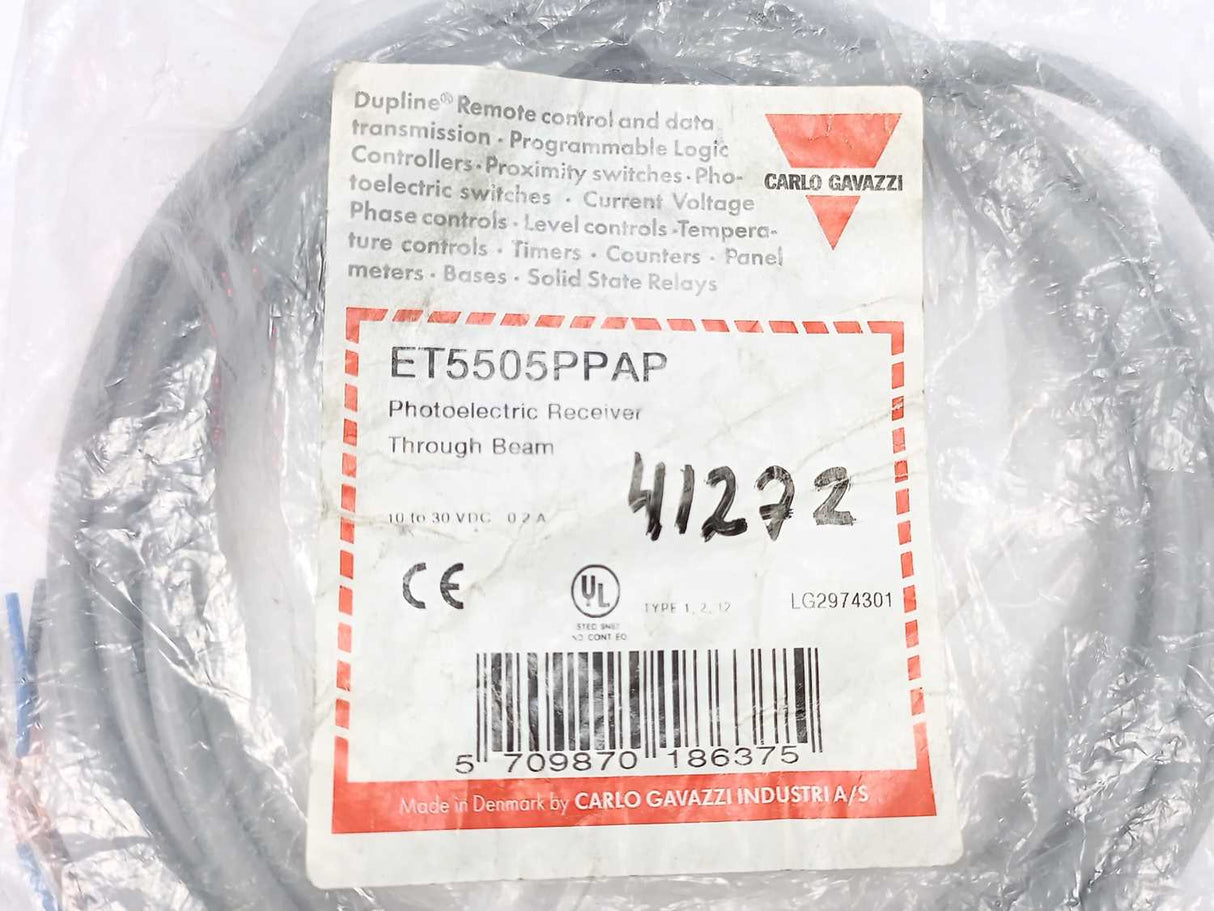 Dupline® Remote control and data
transmission · Programmable Logic
Controllers · Proximity switches · Pho-
toelectric switches · Current Voltage
Phase controls · Level controls · Tempera-
ture controls · Timers · Counters · Panel
meters · Bases · Solid State Relays
CARLO GAVAZZI
ET5505PPAP
Photoelectric Receiver
Through Beam
41272
10 to 30 VDC 0.2 A
CE
UL
TYPE 1, 2, 12
LG2974301
CONT EQ
5 709870 186375
Made in Denmark by CARLO GAVAZZI INDUSTRI A/S